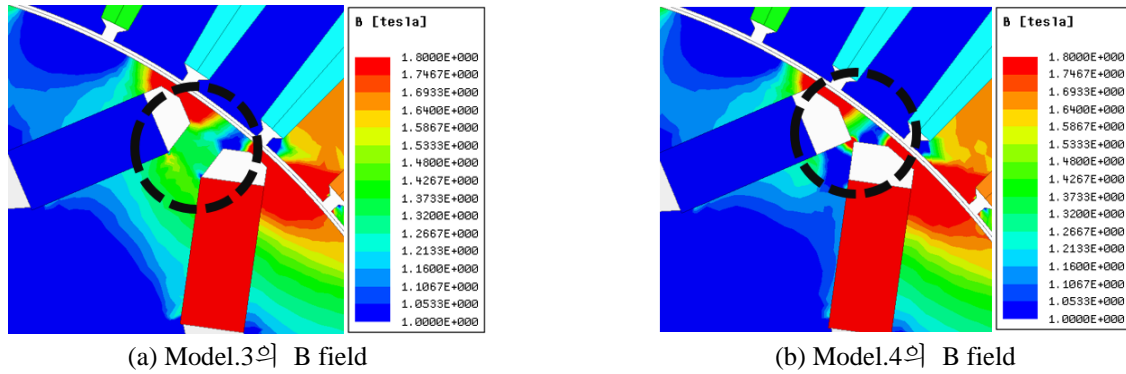 B [tesla]
1.8000E+000
1.7467E+000
1.6933E+000
1.6400E+000
1.5867E+000
1.5333E+000
1.4800E+000
1.4267E+000
1.3733E+000
1.3200E+000
1.2667E+000
1.2133E+000
1.1600E+000
1.1067E+000
1.0533E+000
1.0000E+000
(a) Model.3의 B field
B [tesla]
1.8000E+000
1.7467E+000
1.6933E+000
1.6400E+000
1.5867E+000
1.5333E+000
1.4800E+000
1.4267E+000
1.3733E+000
1.3200E+000
1.2667E+000
1.2133E+000
1.1600E+000
1.1067E+000
1.0533E+000
1.0000E+000
(b) Model.4의 B field